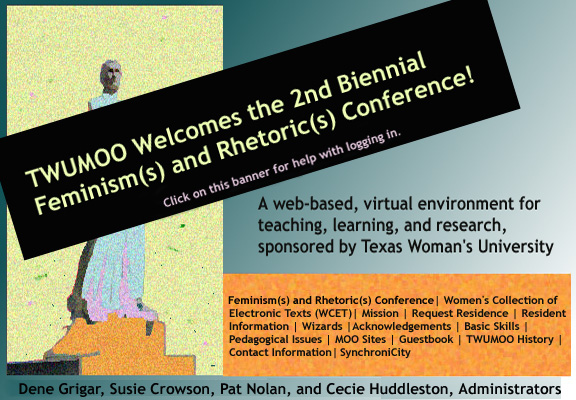 TWUMOO Welcomes the 2nd Biennial
Feminism(s) and Rhetoric(s) Conference!
Click on this banner for help with logging in.
A web-based, virtual environment for
teaching, learning, and research,
sponsored by Texas Woman's University
Feminism(s) and Rhetoric(s) Conference| Women's Collection of
Electronic Texts (WCET)| Mission | Request Residence | Resident
Information | Wizards |Acknowledgements | Basic Skills |
Pedagogical Issues | MOO Sites | Guestbook | TWUMOO History |
Contact Information| SynchroniCity
Dene Grigar, Susie Crowson, Pat Nolan, and Cecie Huddleston, Administrators